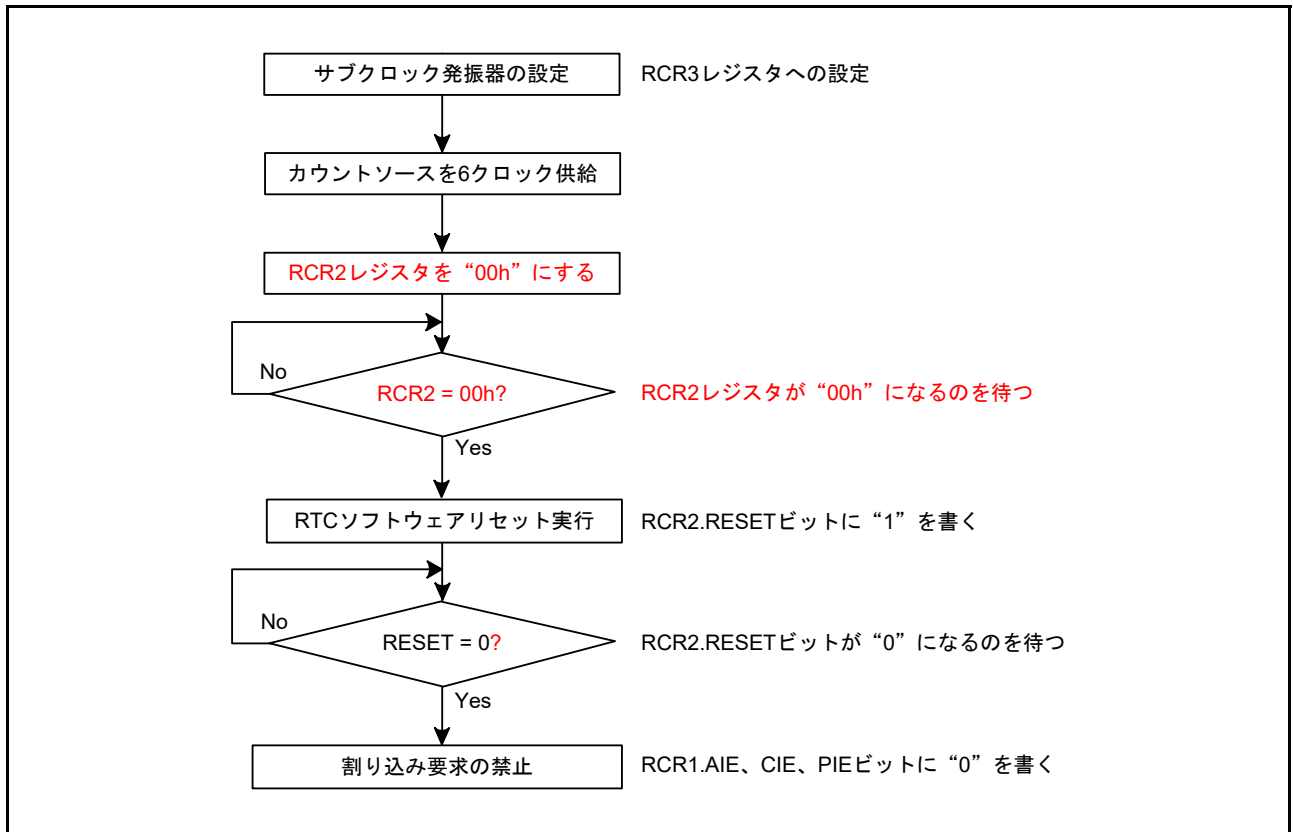 サブクロック発振器の設定 RCR3レジスタへの設定
カウントソースを6クロック供給
RCR2レジスタを“00h”にする
No
RCR2 = 00h? RCR2レジスタが“00h”になるのを待つ
Yes
RTCソフトウェアリセット実行 RCR2.RESETビットに“1”を書く
No
RESET = 0? RCR2.RESETビットが“0”になるのを待つ
Yes
割り込み要求の禁止 RCR1.AIE、CIE、PIEビットに“0”を書く